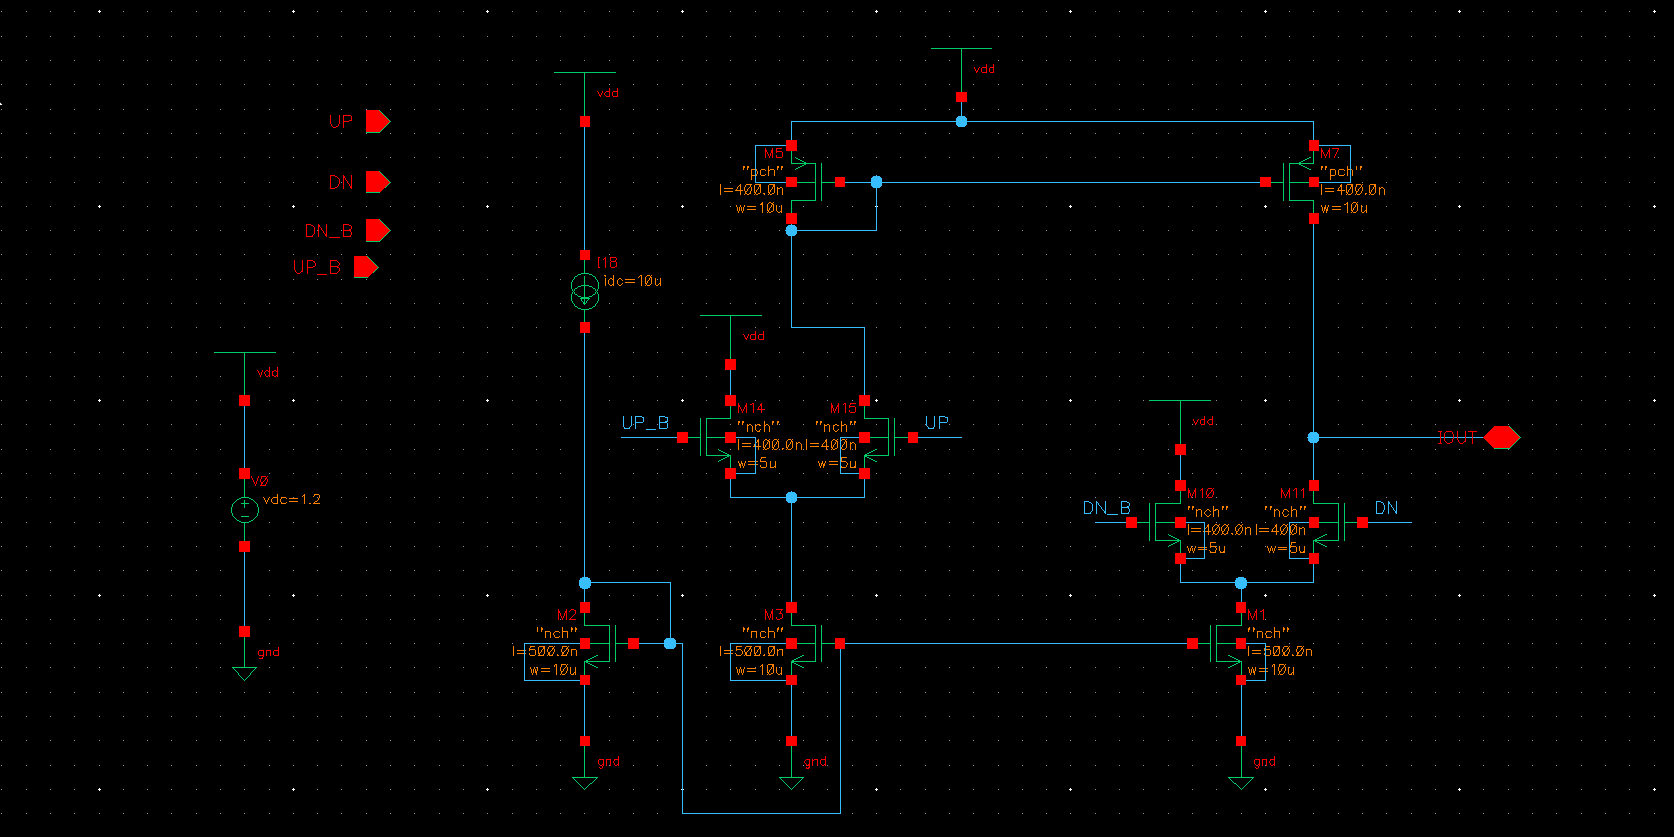 vdd
vdd
UP
DN
DN_B
UP_B
M5
"pch"
l=400.0n
w=10u
M7
"pch"
l=400.0n
w=10u
I18
idc=10u
vdd
vdd
V0
vdc=1.2
gnd
UP_B
M14
"nch"
l=400.0n
w=5u
M15
"nch"
l=400n
w=5u
UP
vdd
IOUT
DN_B
M10
"nch"
l=400.0n
w=5u
M11
"nch"
l=400n
w=5u
DN
M2
"nch"
l=500.0n
w=10u
M3
"nch"
l=500.0n
w=10u
M1
"nch"
l=500.0n
w=10u
gnd
gnd
gnd